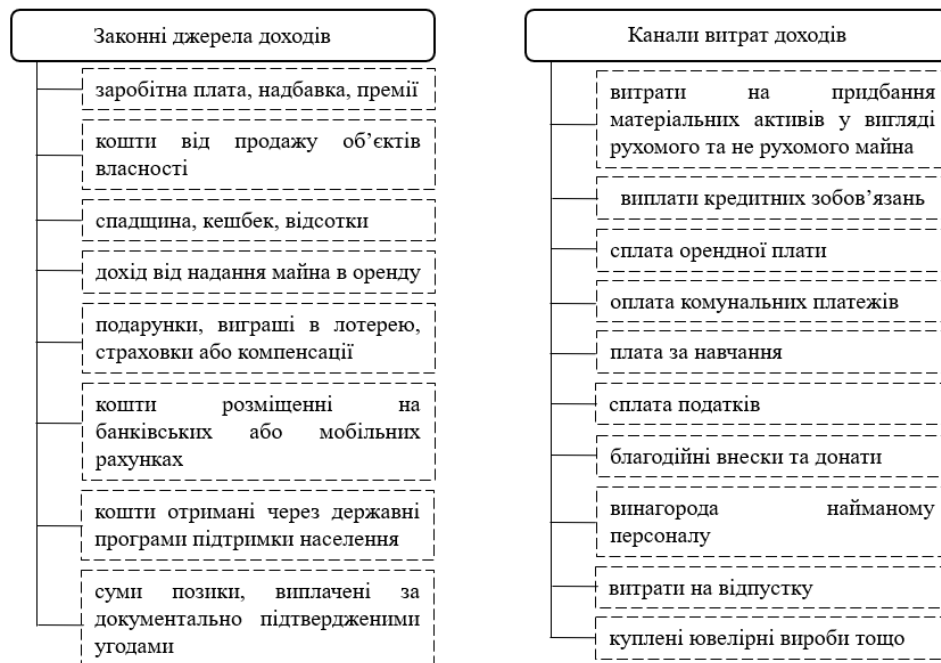 Законні джерела доходів
заробітна плата, надбавка, премії
кошти від продажу об’єктів
власності
спадщина, кешбек, відсотки
дохід від надання майна в оренду
подарунки, виграші в лотерею,
страховки або компенсації
кошти розміщенні на
банківських або мобільних
рахунках
кошти отримані через державні
програми підтримки населення
суми позики, виплачені за
документально підтвердженими
угодами
Канали витрат доходів
витрати на придбання
матеріальних активів у вигляді
рухомого та не рухомого майна
виплати кредитних зобов’язань
сплата орендної плати
оплата комунальних платежів
плата за навчання
сплата податків
благодійні внески та донати
винагорода найманому
персоналу
витрати на відпустку
куплені ювелірні вироби тощо